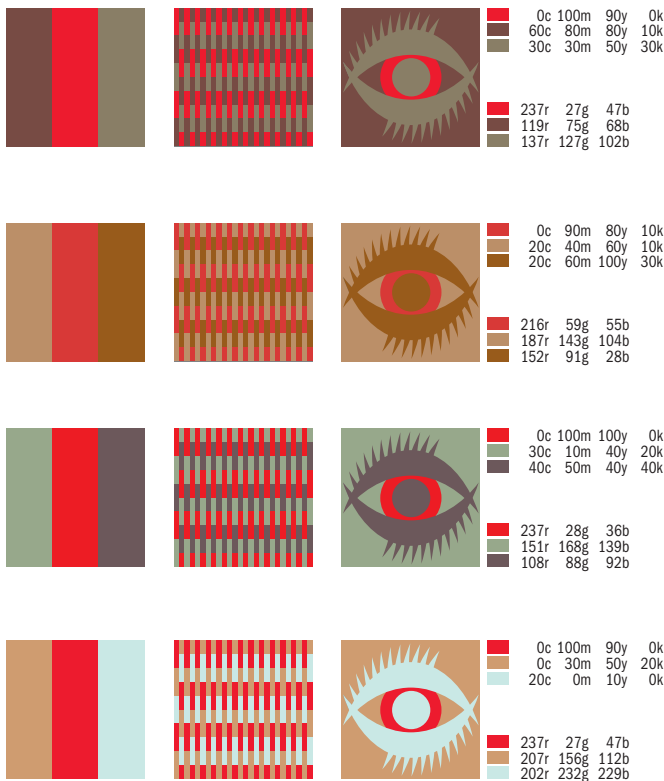 0c 100m 90y 0k
60c 80m 80y 10k
30c 30m 50y 30k
237r 27g 47b
119r 75g 68b
137r 127g 102b
0c 90m 80y 10k
20c 40m 60y 10k
20c 60m 100y 30k
216r 59g 55b
187r 143g 104b
152r 91g 28b
0c 100m 100y 0k
30c 10m 40y 20k
40c 50m 40y 40k
237r 28g 36b
151r 168g 139b
108r 88g 92b
0c 100m 90y 0k
0c 30m 50y 20k
20c 0m 10y 0k
237r 27g 47b
207r 156g 112b
202r 232g 229b